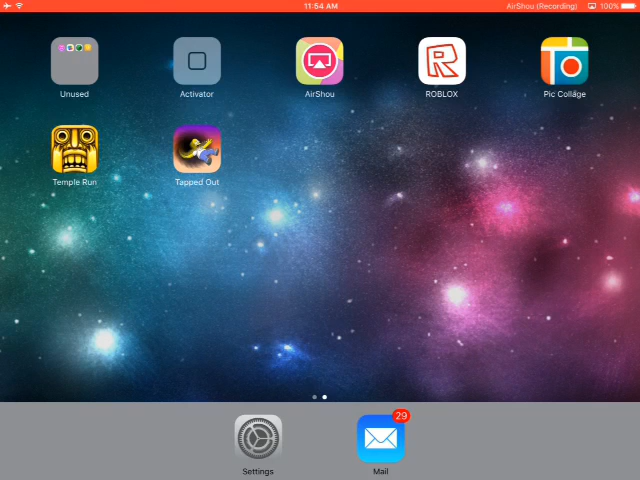 11:54 AM
AirShou (Recording)
100%
Unused
Activator
AirShou
ROBLOX
Pic Collage
Temple Run
Tapped Out
29
Settings
Mail